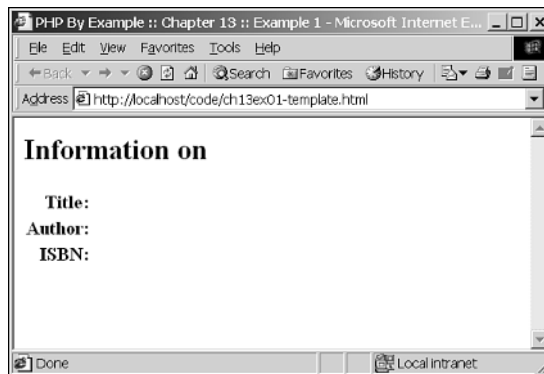 PHP By Example :: Chapter 13 :: Example 1 - Microsoft Internet E...
File Edit View Favorites Tools Help
Back Search Favorites History
Address http://localhost/code/ch13ex01-template.html
Information on
Title:
Author:
ISBN:
Done Local intranet